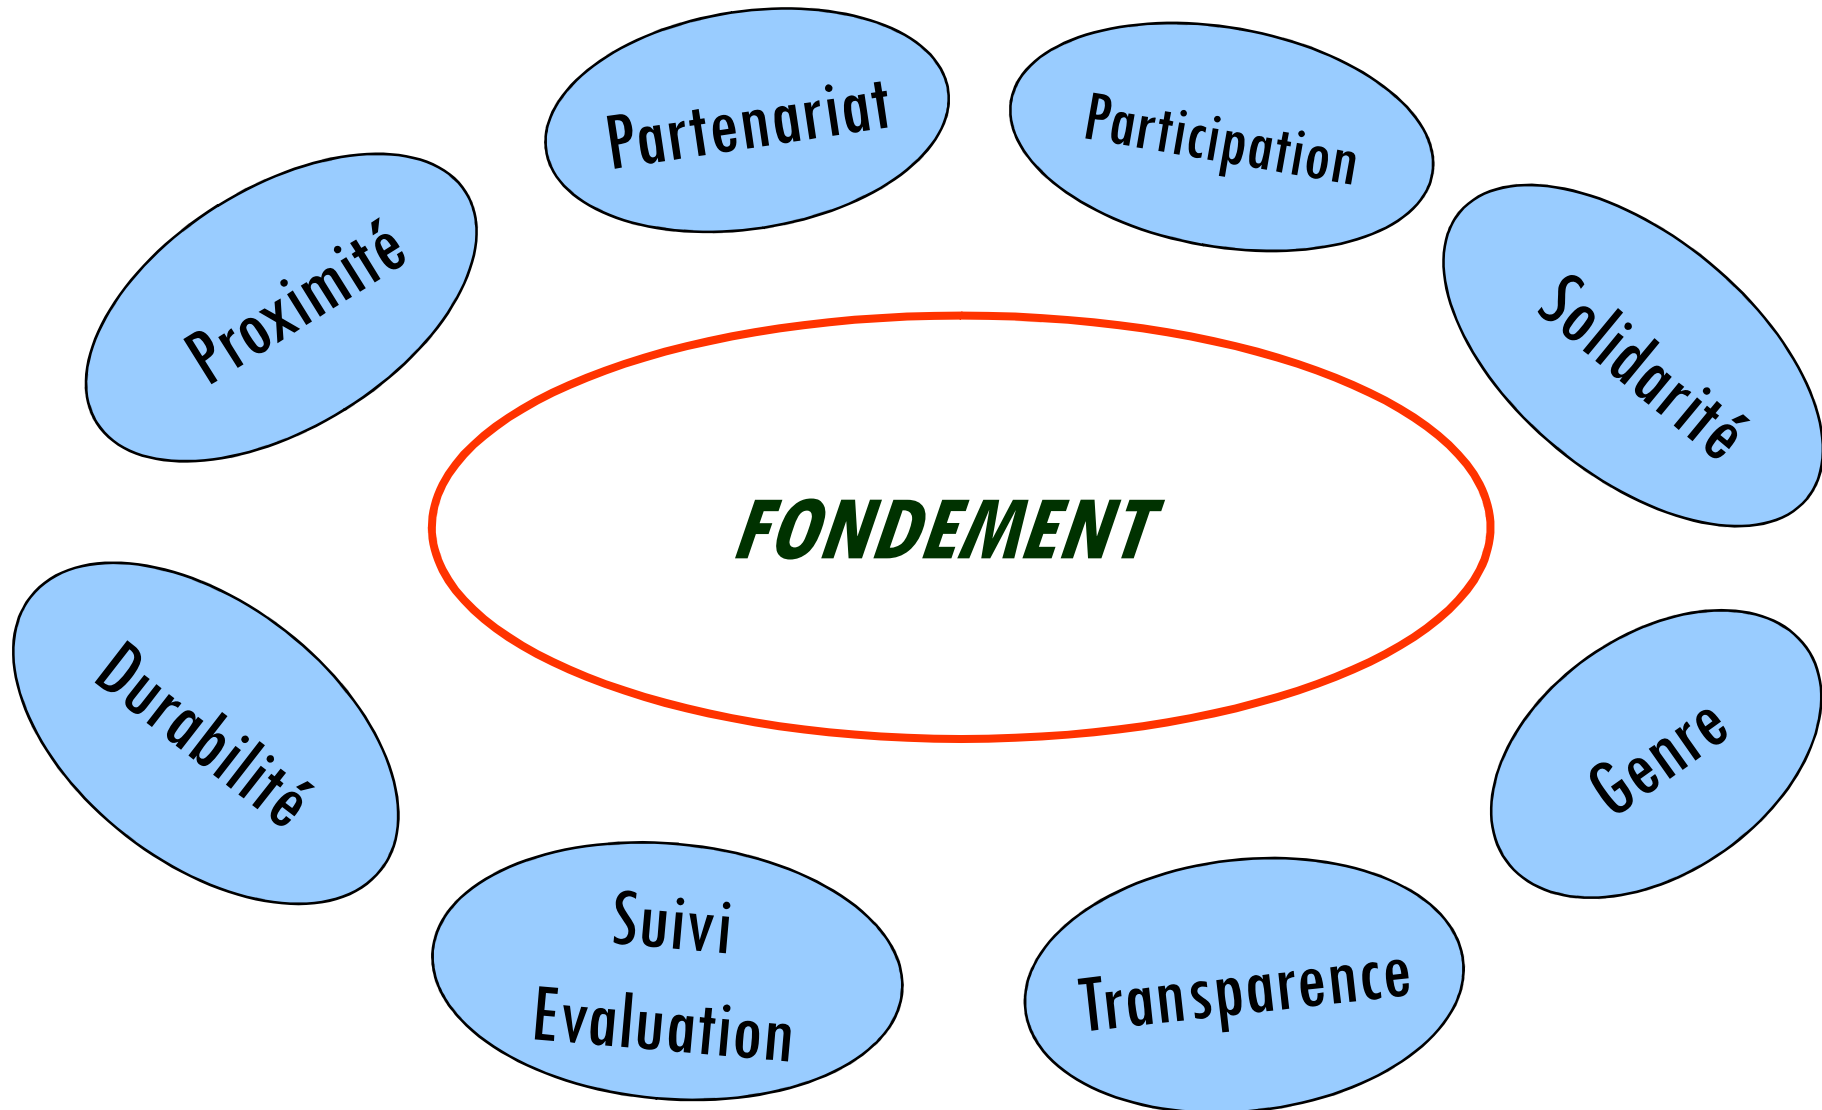 Partenariat
Participation
Proximité
Solidarité
FONDEMENT
Durabilité
Genre
Suivi
Evaluation
Transparence